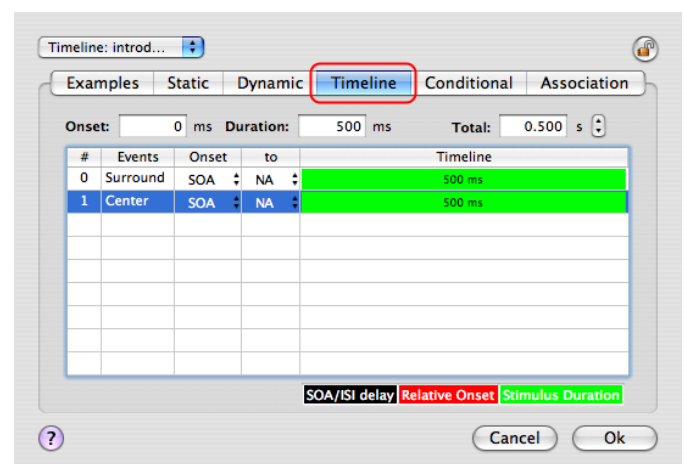 Timeline: introd...
Examples Static Dynamic Timeline Conditional Association
Onset: 0 ms Duration: 500 ms Total: 0.500 s
# Events Onset to Timeline
0 Surround SOA NA 500 ms
1 Center SOA NA 500 ms
SOA/ISI delay Relative Onset Stimulus Duration
? Cancel Ok